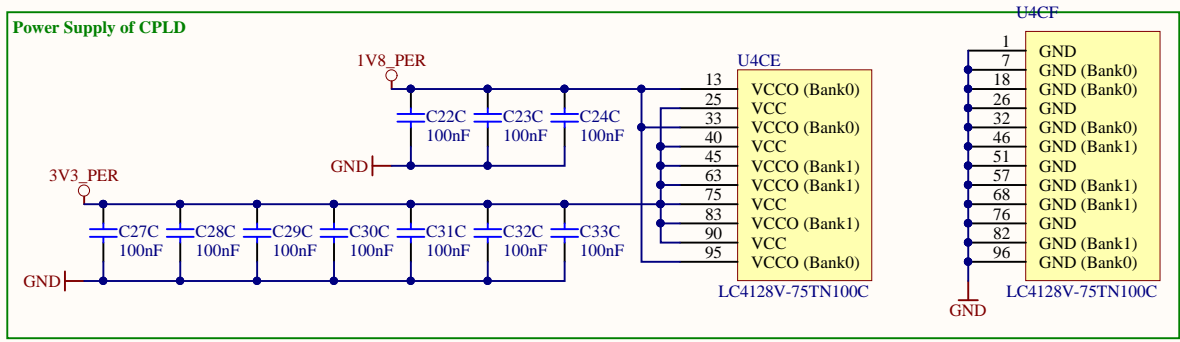 Power Supply of CPLD
1V8_PER
C22C
100nF
C23C
100nF
C24C
100nF
GND
3V3_PER
C27C
100nF
C28C
100nF
C29C
100nF
C30C
100nF
C31C
100nF
C32C
100nF
C33C
100nF
GND
U4CE
13 VCCO (Bank0)
25 VCC
33 VCCO (Bank0)
40 VCC
45 VCCO (Bank1)
63 VCCO (Bank1)
75 VCC
83 VCCO (Bank1)
90 VCC
95 VCCO (Bank0)
LC4128V-75TN100C
U4CF
1 GND
7 GND (Bank0)
18 GND (Bank0)
26 GND
32 GND (Bank0)
46 GND (Bank1)
51 GND
57 GND (Bank1)
68 GND (Bank1)
76 GND
82 GND (Bank1)
96 GND (Bank0)
LC4128V-75TN100C
GND